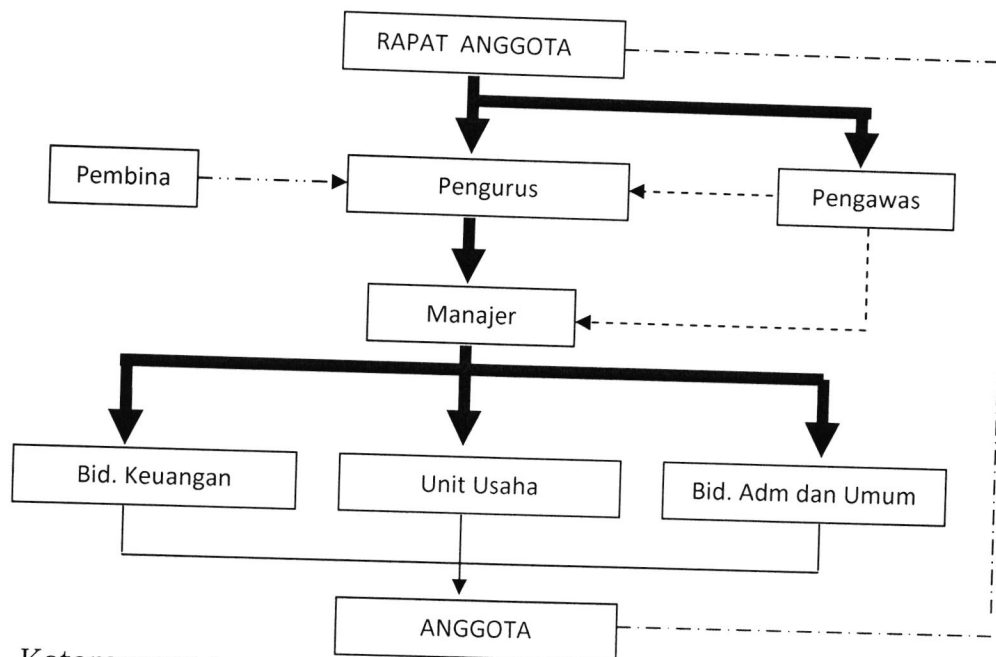 RAPAT ANGGOTA
Pembina
Pengurus
Pengawas
Manajer
Bid. Keuangan
Unit Usaha
Bid. Adm dan Umum
ANGGOTA